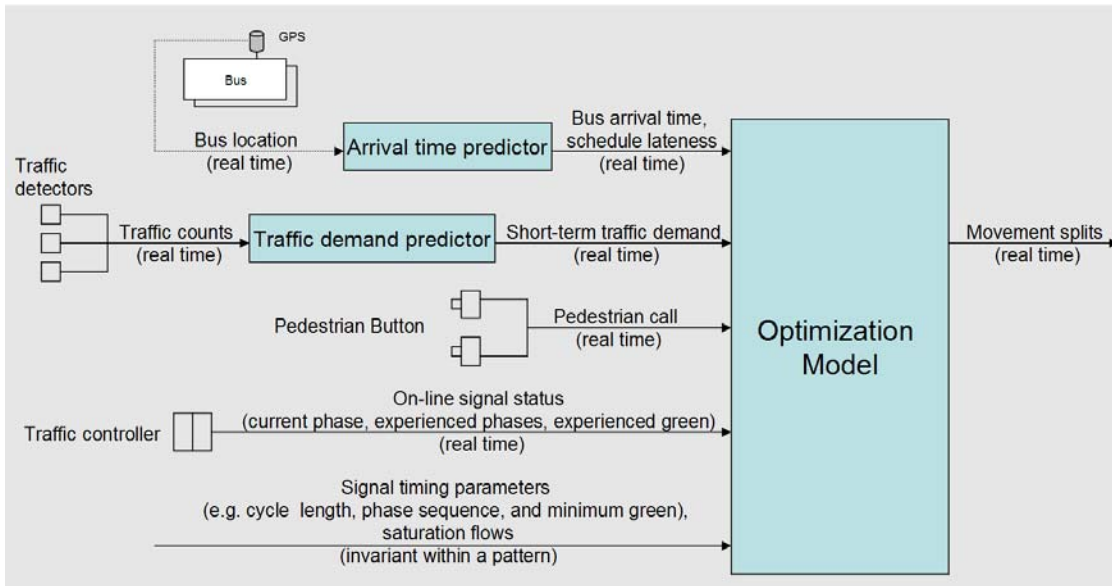 GPS
Bus
Bus location
(real time)
Arrival time predictor
Bus arrival time,
schedule lateness
(real time)
Traffic
detectors
Traffic counts
(real time)
Traffic demand predictor
Short-term traffic demand
(real time)
Movement splits
(real time)
Pedestrian Button
Pedestrian call
(real time)
Optimization
Model
On-line signal status
(current phase, experienced phases, experienced green)
(real time)
Traffic controller
Signal timing parameters
(e.g. cycle length, phase sequence, and minimum green),
saturation flows
(invariant within a pattern)